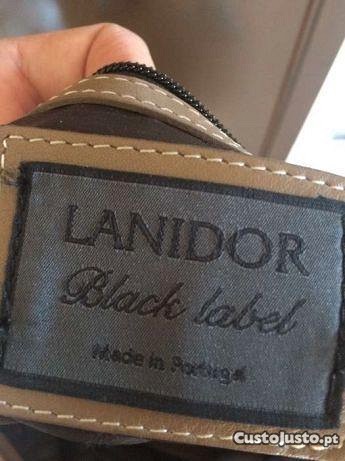 LANIDOR
Black label
Made in Portugal
CustoJusto.pt